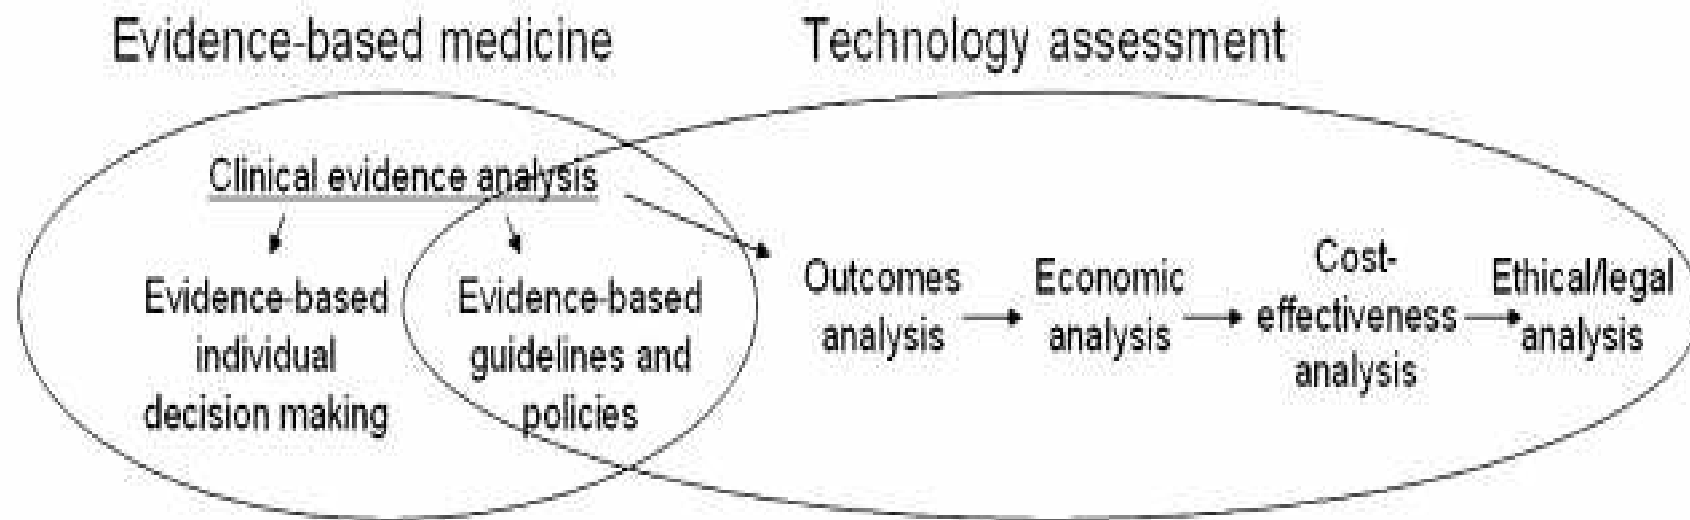 Evidence-based medicine
Technology assessment
Clinical evidence analysis
Evidence-based
individual
decision making
Evidence-based
guidelines and
policies
Outcomes
analysis
Economic
analysis
Cost-
effectiveness
analysis
Ethical/legal
analysis